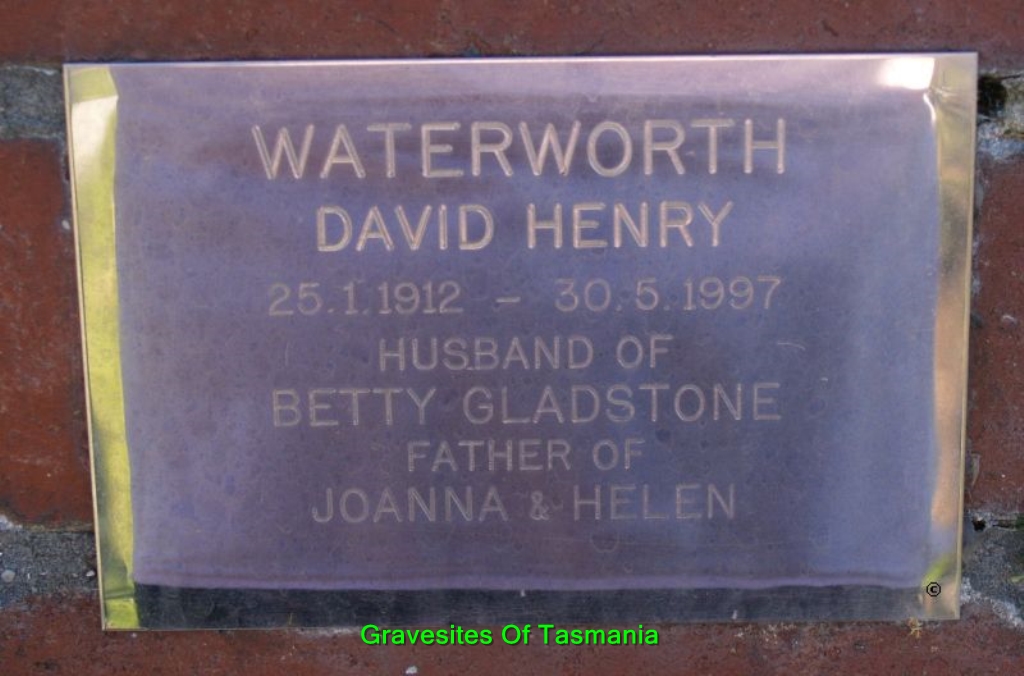 WATERWORTH
DAVID HENRY
25.1.1912 – 30.5.1997
HUSBAND OF
BETTY GLADSTONE
FATHER OF
JOANNA & HELEN
©
Gravesites Of Tasmania